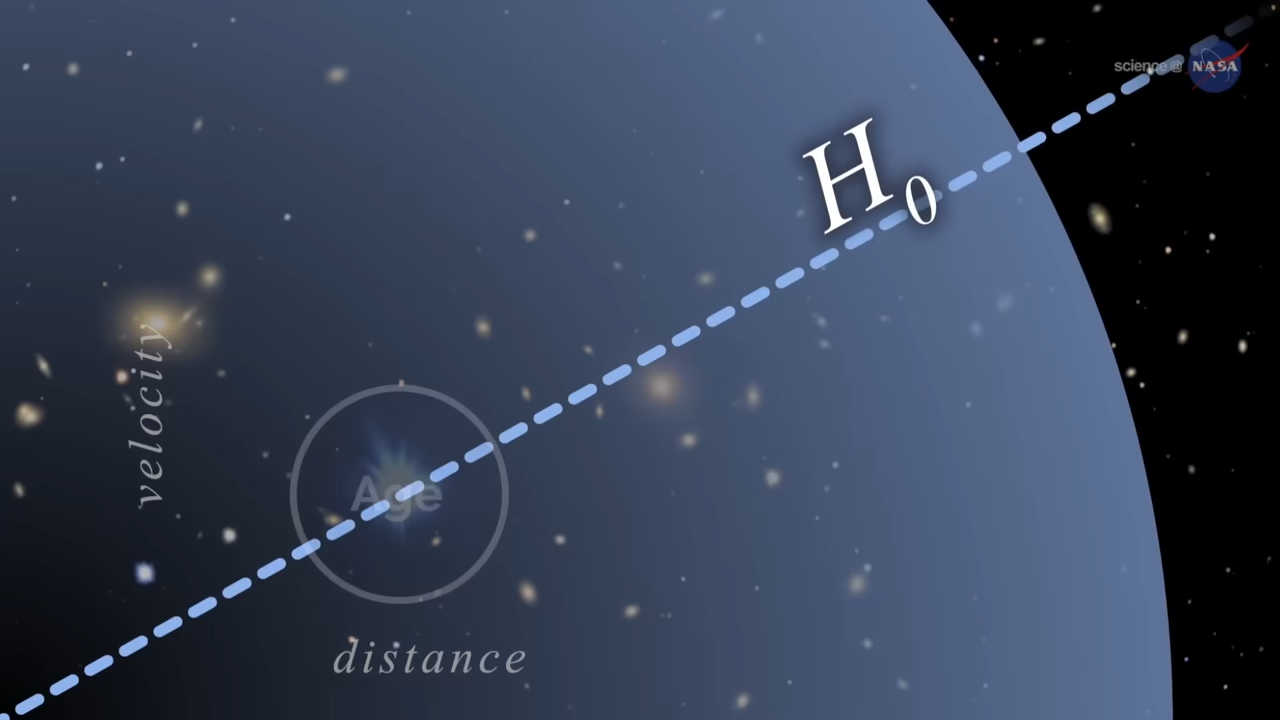 science@ NASA
H₀
velocity
Age
distance